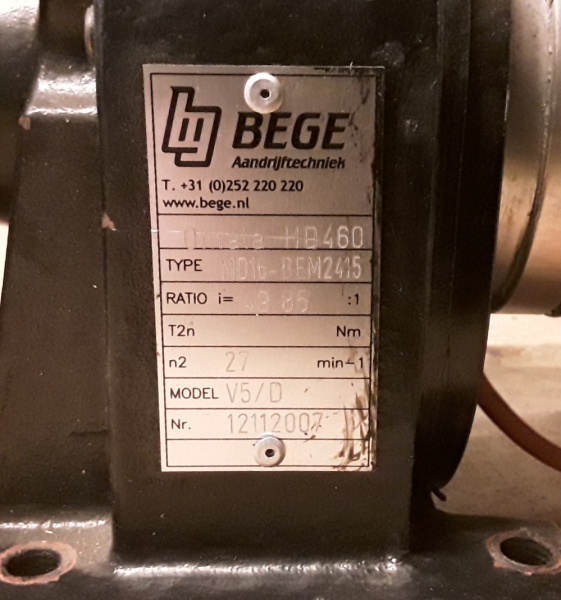 BEGE
Aandrijftechniek
T. +31 (0)252 220 220
www.bege.nl
HB460
TYPE
RATIO i= :1
T2n Nm
n2 27 min-1
MODEL V5/D
Nr. 12112007